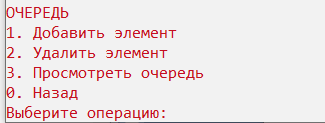 ОЧЕРЕДЬ
1. Добавить элемент
2. Удалить элемент
3. Просмотреть очередь
0. Назад
Выберите операцию: